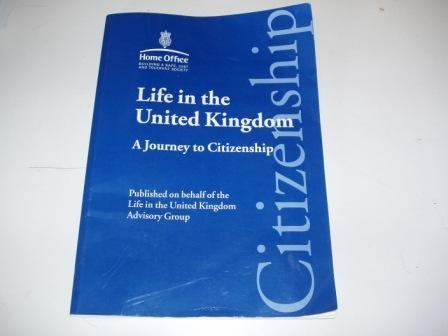 Home Office
BUILDING A SAFE, JUST
AND TOLERANT SOCIETY
Life in the
United Kingdom
A Journey to Citizenship
Published on behalf of the
Life in the United Kingdom
Advisory Group
Citizenship